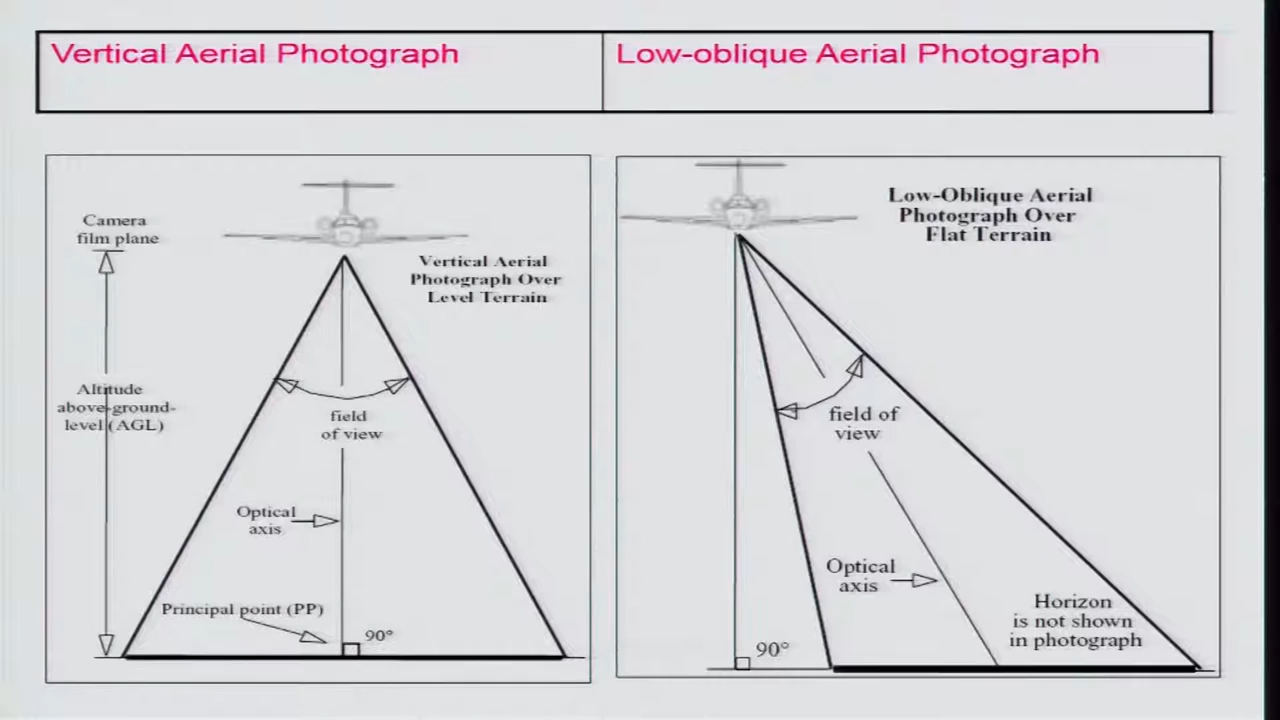 Vertical Aerial Photograph
Low-oblique Aerial Photograph
Camera
film plane
Vertical Aerial
Photograph Over
Level Terrain
Altitude
above-ground-
level (AGL)
field
of view
Optical
axis
Principal point (PP)
90°
Low-Oblique Aerial
Photograph Over
Flat Terrain
field of
view
Optical
axis
Horizon
is not shown
in photograph
90°